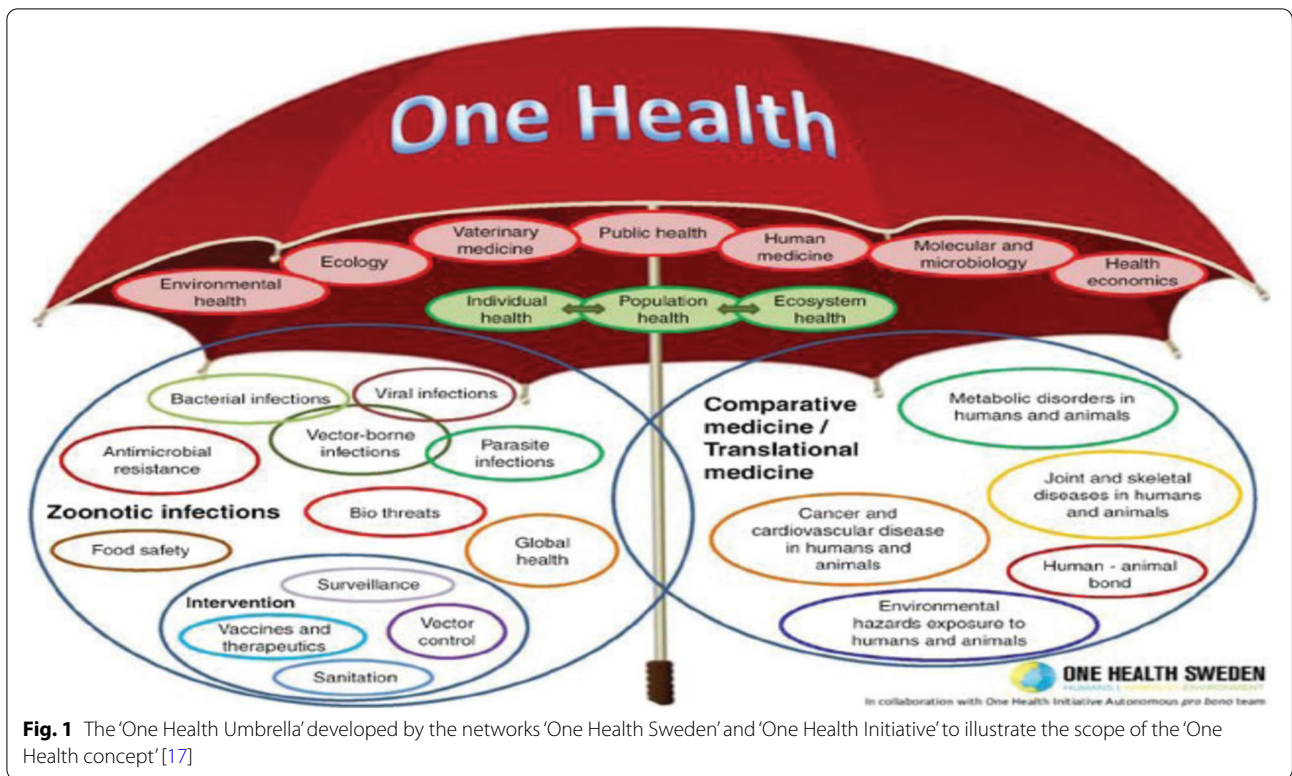 One Health
Public health
Vaterinary
medicine
Human
medicine
Ecology
Molecular and
microbiology
Environmental
health
Health
economics
Individual
health
Population
health
Ecosystem
health
Bacterial infections
Viral infections
Vector-borne
infections
Antimicrobial
resistance
Parasite
infections
Zoonotic infections
Bio threats
Food safety
Global
health
Surveillance
Intervention
Vaccines and
therapeutics
Vector
control
Sanitation
Comparative
medicine /
Translational
medicine
Metabolic disorders in
humans and animals
Joint and skeletal
diseases in humans
and animals
Cancer and
cardiovascular disease
in humans and
animals
Human - animal
bond
Environmental
hazards exposure to
humans and animals
ONE HEALTH SWEDEN
HUMANS | ANIMALS | ENVIRONMENT
In collaboration with One Health Initiative Autonomous pro bono team
Fig. 1 The ‘One Health Umbrella’ developed by the networks ‘One Health Sweden’ and ‘One Health Initiative’ to illustrate the scope of the ‘One
Health concept’ [17]